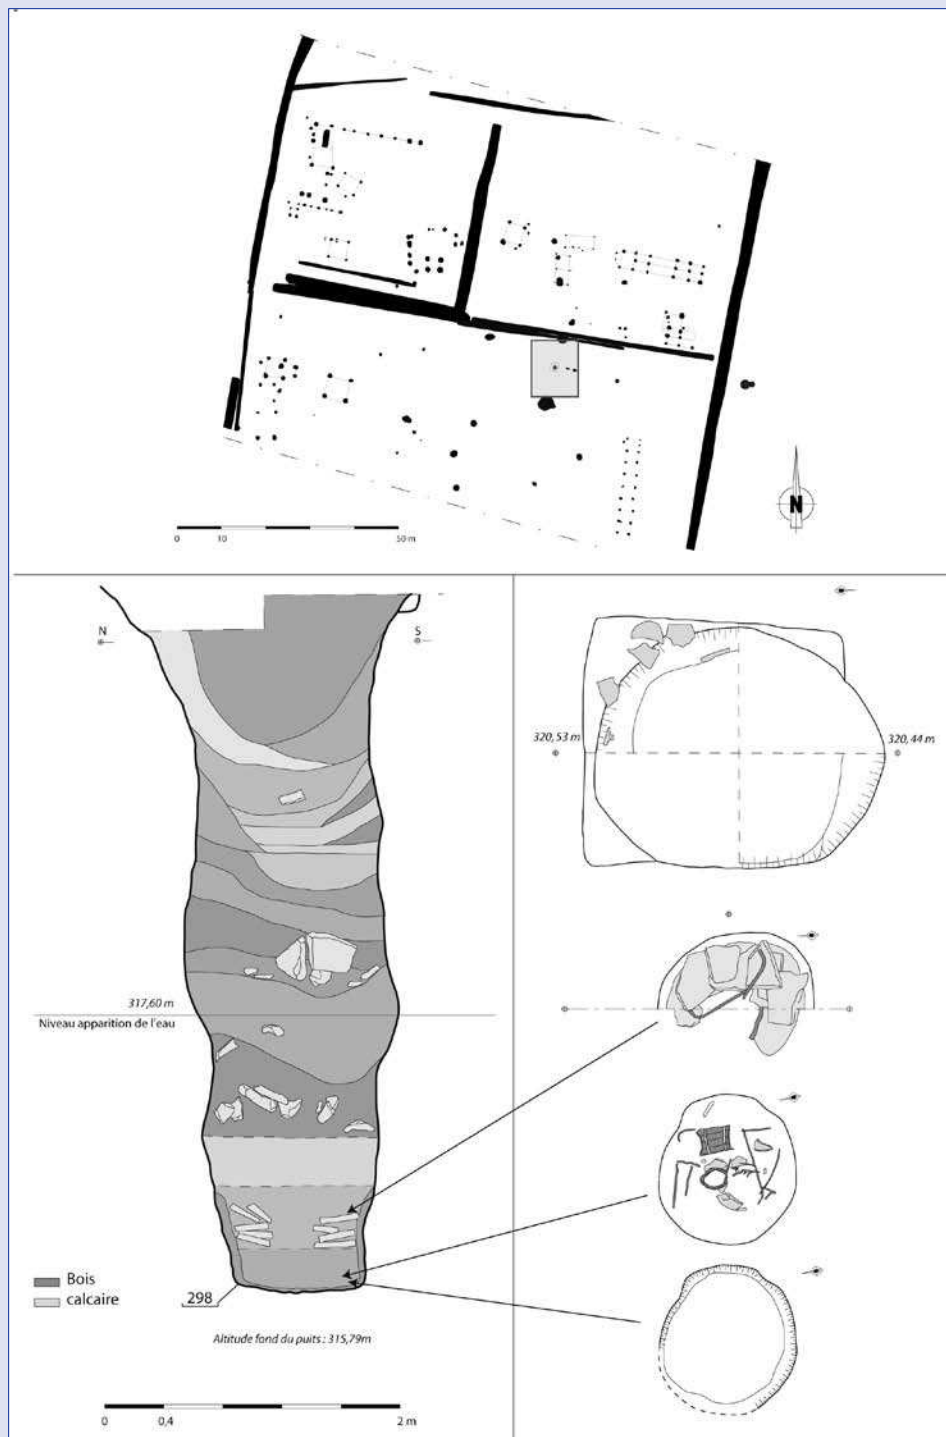 0
10
50 m
N
N
S
320,53 m
320,44 m
317,60 m
Niveau apparition de l'eau
Bois
calcaire
298
Altitude fond du puits : 315,79m
0
0,4
2 m